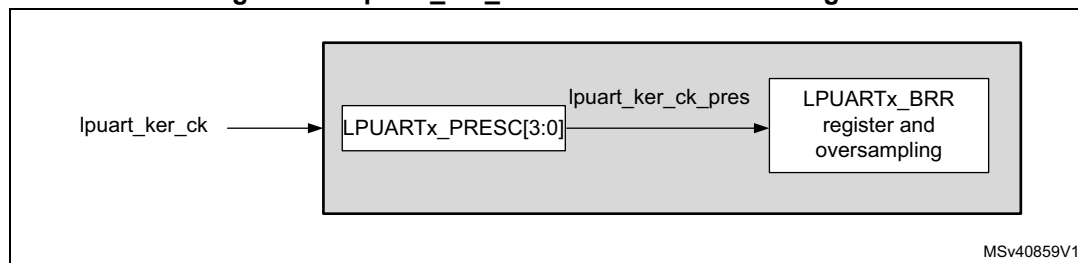 lpuart_ker_ck
LPUARTx_PRESC[3:0]
lpuart_ker_ck_pres
LPUARTx_BRR
register and
oversampling
MSv40859V1